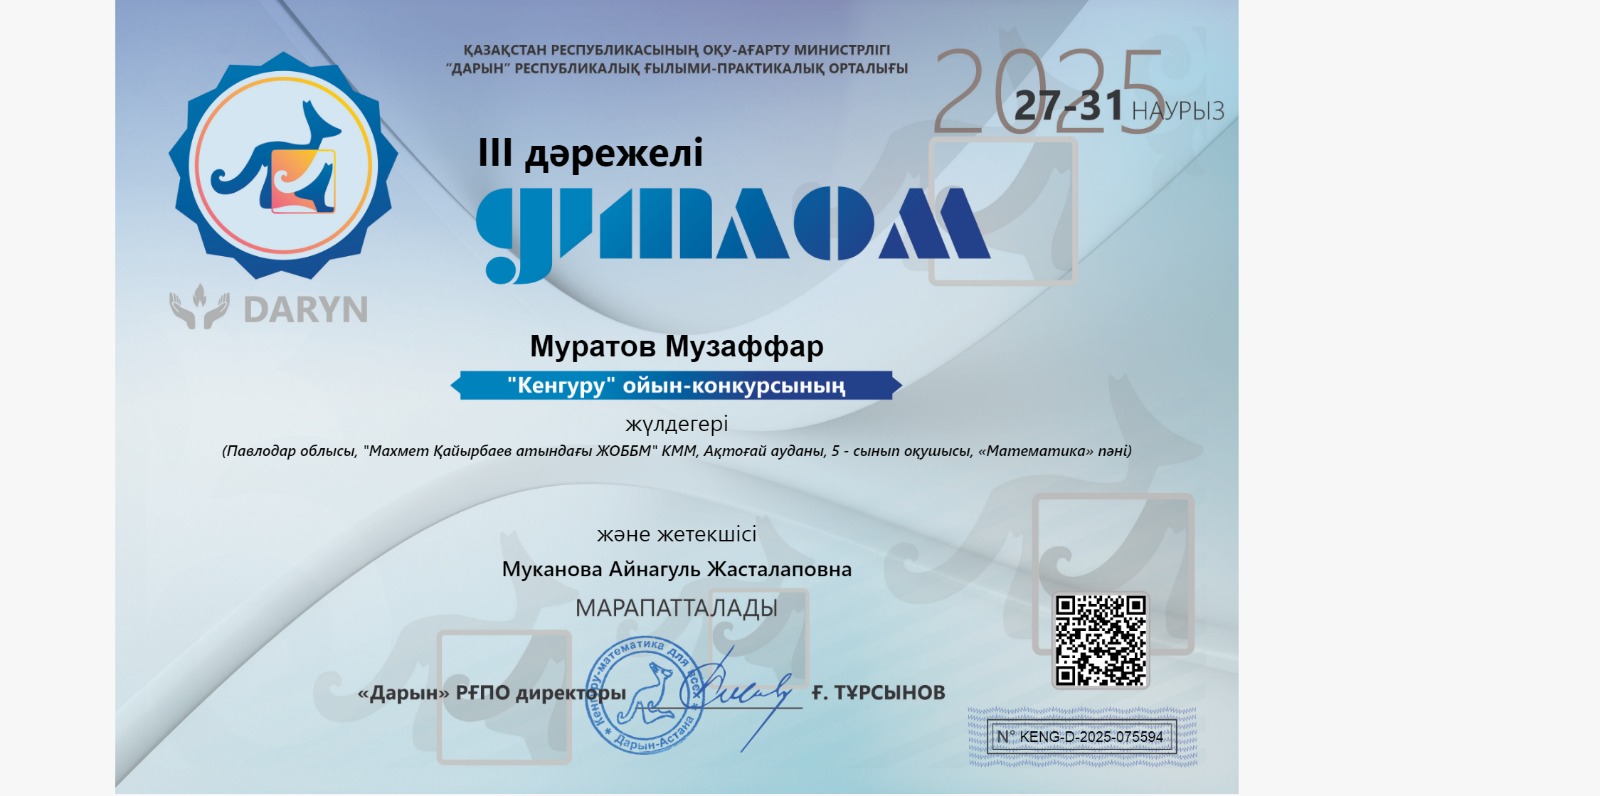 ҚАЗАҚСТАН РЕСПУБЛИКАСЫНЫҢ ОҚУ-АҒАРТУ МИНИСТРЛІГІ
"ДАРЫН" РЕСПУБЛИКАЛЫҚ ҒЫЛЫМИ-ПРАКТИКАЛЫҚ ОРТАЛЫҒЫ
2025
27-31 НАУРЫЗ
III дәрежелі
ДИПЛОМ
DARYN
Муратов Музаффар
"Кенгуру" ойын-конкурсының
жүлдегері
(Павлодар облысы, "Махмет Қайырбаев атындағы ЖОББМ" КММ, Ақтоғай ауданы, 5 - сынып оқушысы, «Математика» пәні)
және жетекшісі
Муканова Айнагуль Жасталаповна
МАРАПАТТАЛАДЫ
«Дарын» РҒПО директоры
Ғ. ТҰРСЫНОВ
Кенгуру-математика для всех
Дарын-Астана
N° KENG-D-2025-075594